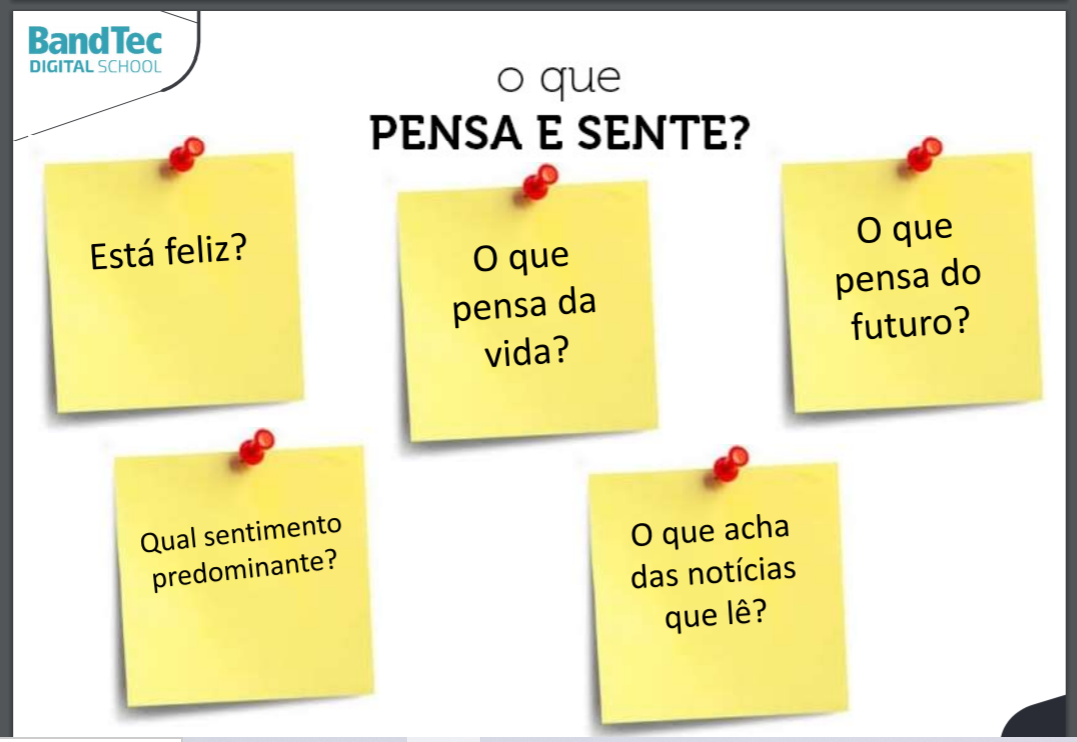 BandTec
DIGITAL SCHOOL
o que
PENSA E SENTE?
Está feliz?
O que
pensa da
vida?
O que
pensa do
futuro?
Qual sentimento
predominante?
O que acha
das notícias
que lê?